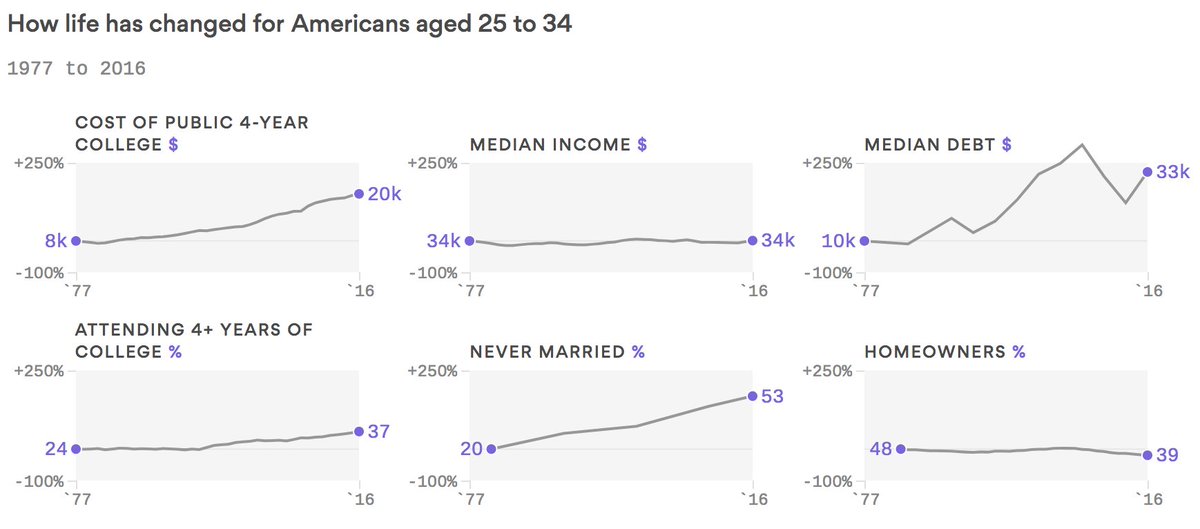 How life has changed for Americans aged 25 to 34
1977 to 2016
COST OF PUBLIC 4-YEAR
COLLEGE $
+250%
8k
20k
-100%
`77
`16
MEDIAN INCOME $
+250%
34k
34k
-100%
`77
`16
MEDIAN DEBT $
+250%
10k
33k
-100%
`77
`16
ATTENDING 4+ YEARS OF
COLLEGE %
+250%
24
37
-100%
`77
`16
NEVER MARRIED %
+250%
20
53
-100%
`77
`16
HOMEOWNERS %
+250%
48
39
-100%
`77
`16